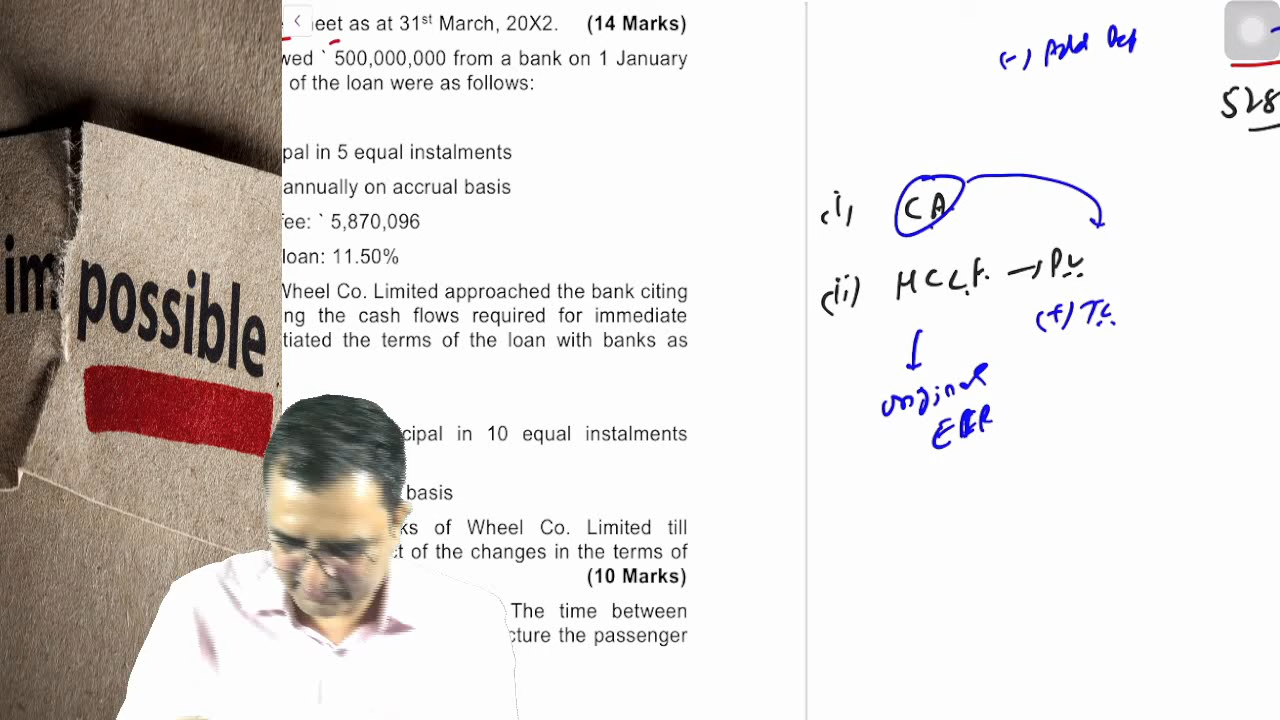 impossible
eet as at 31st March, 20X2. (14 Marks)
wed ` 500,000,000 from a bank on 1 January
of the loan were as follows:
pal in 5 equal instalments
annually on accrual basis
fee: ` 5,870,096
loan: 11.50%
Wheel Co. Limited approached the bank citing
ng the cash flows required for immediate
tiated the terms of the loan with banks as
cipal in 10 equal instalments
basis
ks of Wheel Co. Limited till
ct of the changes in the terms of
(10 Marks)
The time between
cture the passenger
(-) Add Dep
528
(i) CA
(ii) → PV
(+) TC
original
EIR